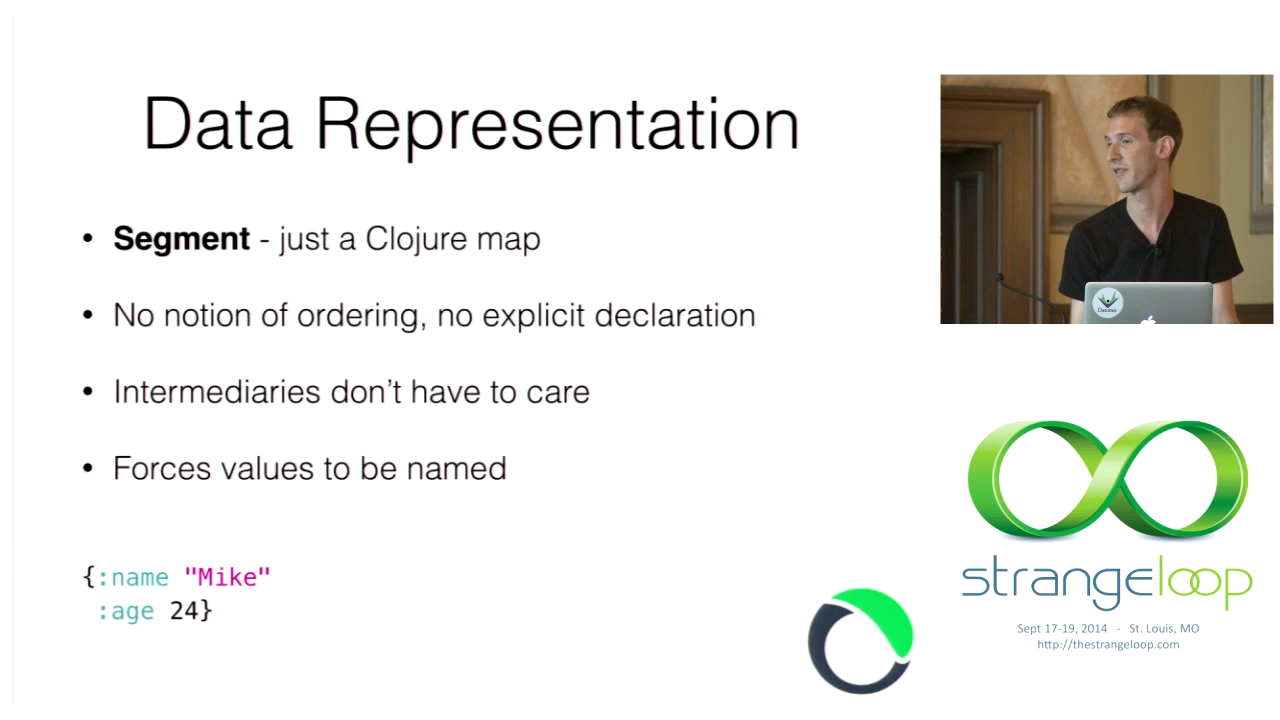 Data Representation
• Segment - just a Clojure map
• No notion of ordering, no explicit declaration
• Intermediaries don't have to care
• Forces values to be named
{:name "Mike"
:age 24}
strangeloop
Sept 17-19, 2014 - St. Louis, MO
http://thestrangeloop.com